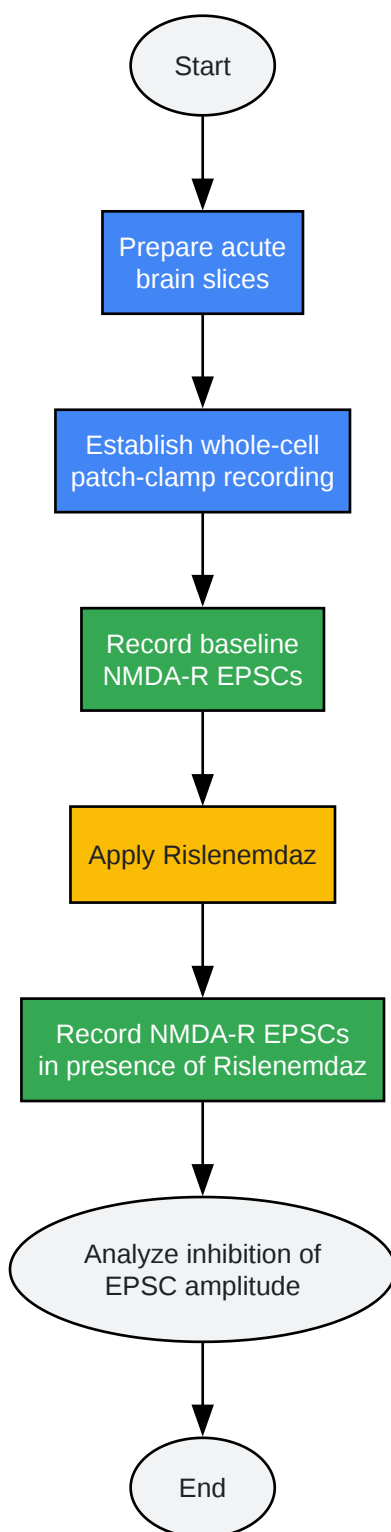 Start
Prepare acute
brain slices
Establish whole-cell
patch-clamp recording
Record baseline
NMDA-R EPSCs
Apply Rislenemdaz
Record NMDA-R EPSCs
in presence of Rislenemdaz
Analyze inhibition of
EPSC amplitude
End